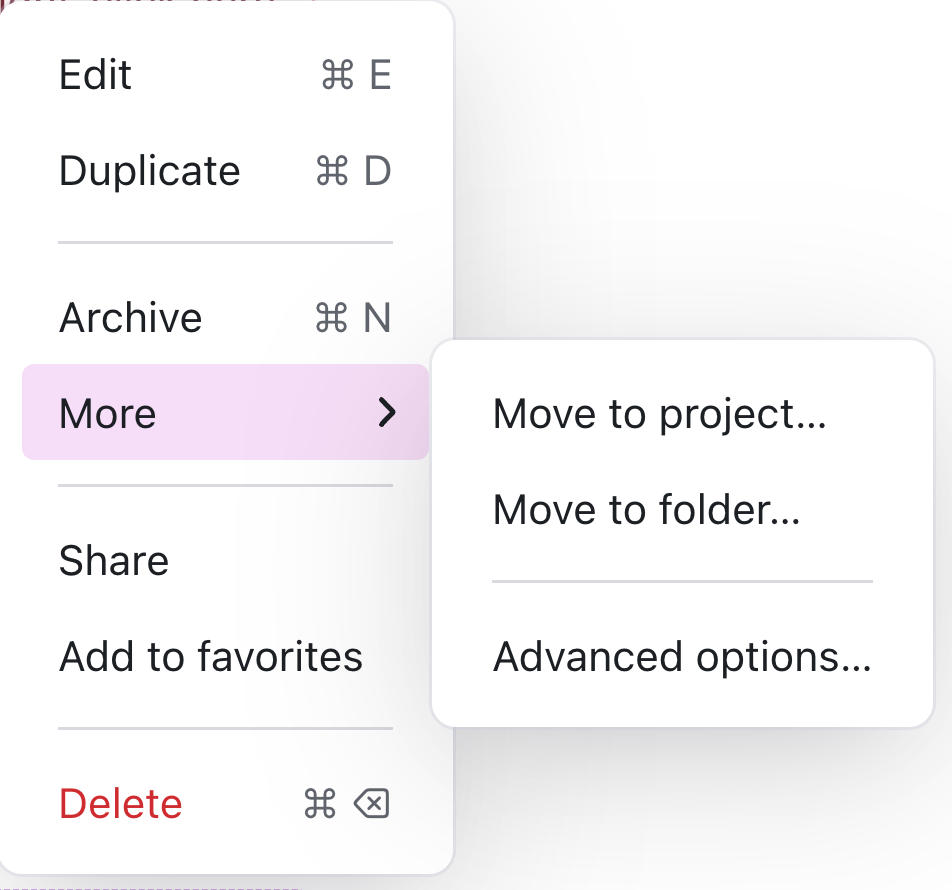 Edit ⌘ E
Duplicate ⌘ D
Archive ⌘ N
More
Move to project...
Move to folder...
Share
Advanced options...
Add to favorites
Delete ⌘ ⌫